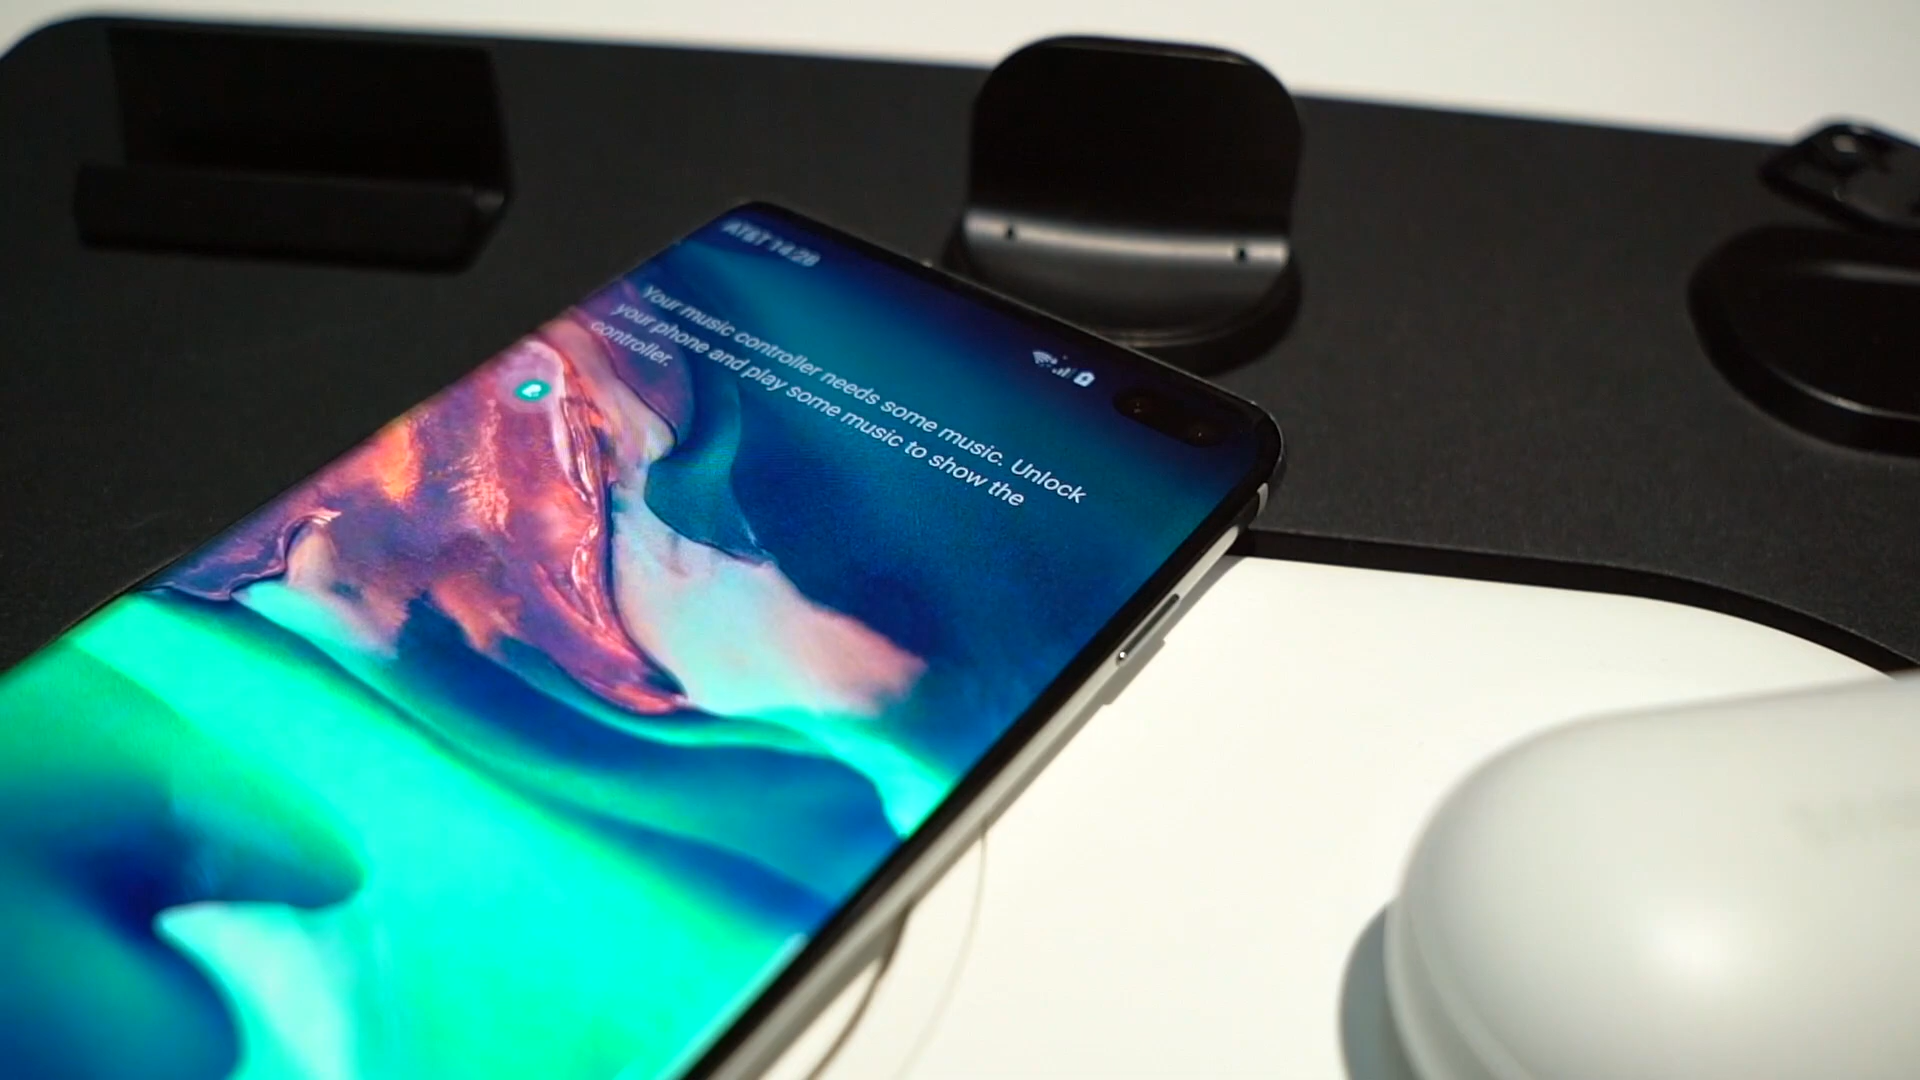 AT&T 14:28
Your music controller needs some music. Unlock
your phone and play some music to show the
controller.